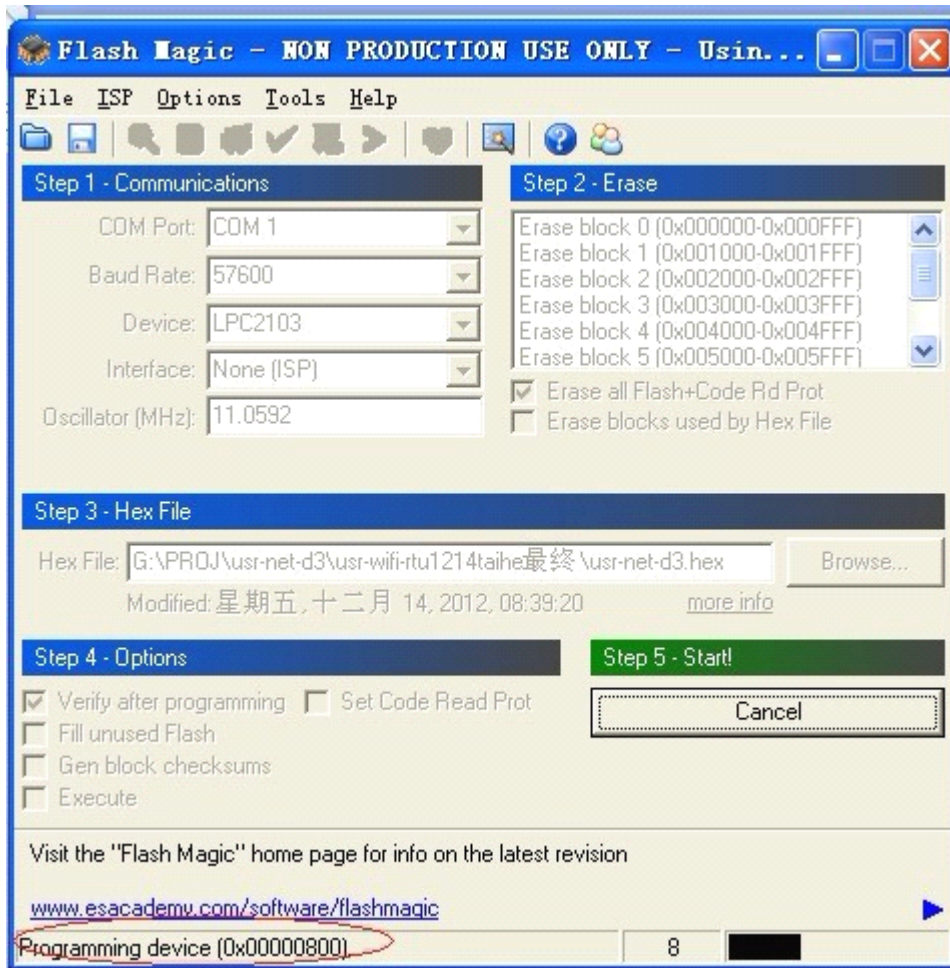 Flash Magic - NON PRODUCTION USE ONLY - Usin...
File ISP Options Tools Help
Step 1 - Communications
COM Port: COM 1
Baud Rate: 57600
Device: LPC2103
Interface: None (ISP)
Oscillator (MHz): 11.0592
Step 2 - Erase
Erase block 0 (0x000000-0x000FFF)
Erase block 1 (0x001000-0x001FFF)
Erase block 2 (0x002000-0x002FFF)
Erase block 3 (0x003000-0x003FFF)
Erase block 4 (0x004000-0x004FFF)
Erase block 5 (0x005000-0x005FFF)
Erase all Flash+Code Rd Prot
Erase blocks used by Hex File
Step 3 - Hex File
Hex File: G:\PROJ\usr-net-d3\usr-wifi-rtu1214taihe最终\usr-net-d3.hex Browse...
Modified: 星期五, 十二月 14, 2012, 08:39:20 more info
Step 4 - Options
Verify after programming Set Code Read Prot
Fill unused Flash
Gen block checksums
Execute
Step 5 - Start!
Cancel
Visit the "Flash Magic" home page for info on the latest revision
www.esacademy.com/software/flashmagic
Programming device (0x00000800) 8